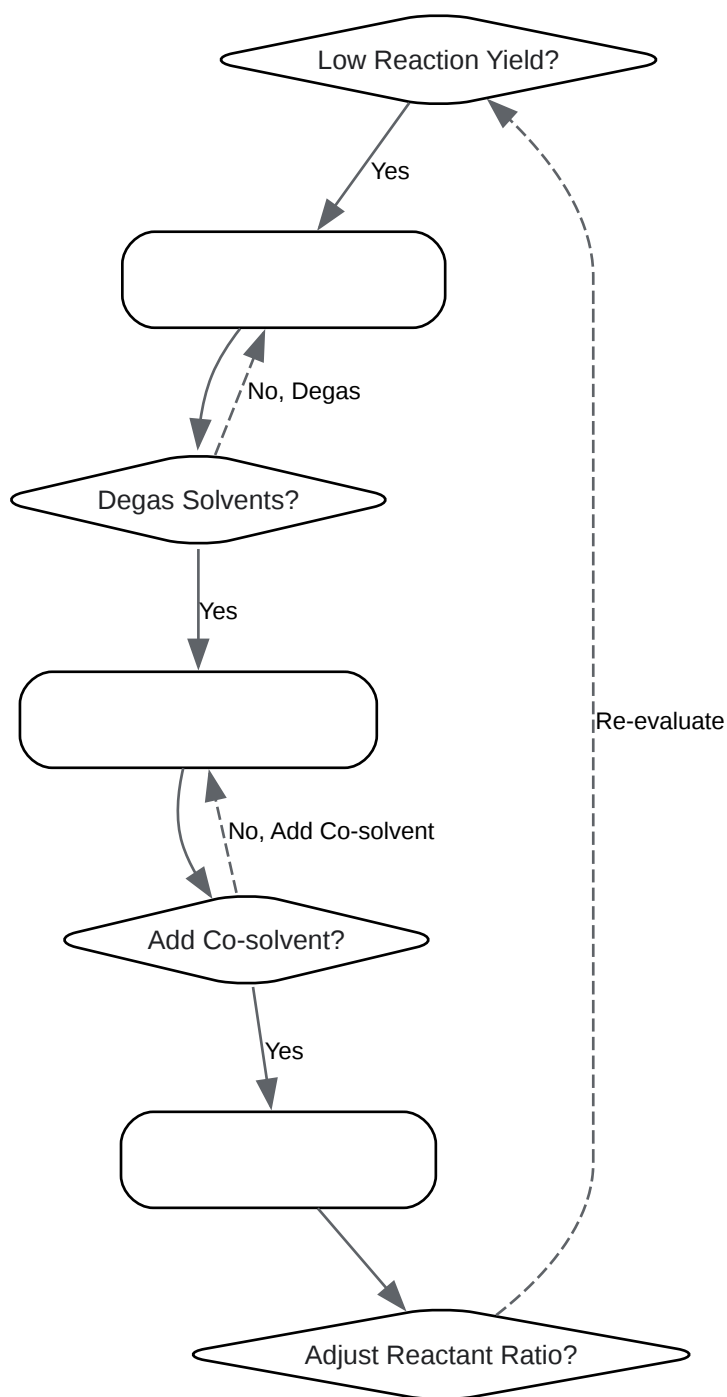 Low Reaction Yield?
Yes
No, Degas
Degas Solvents?
Yes
Re-evaluate
No, Add Co-solvent
Add Co-solvent?
Yes
Adjust Reactant Ratio?